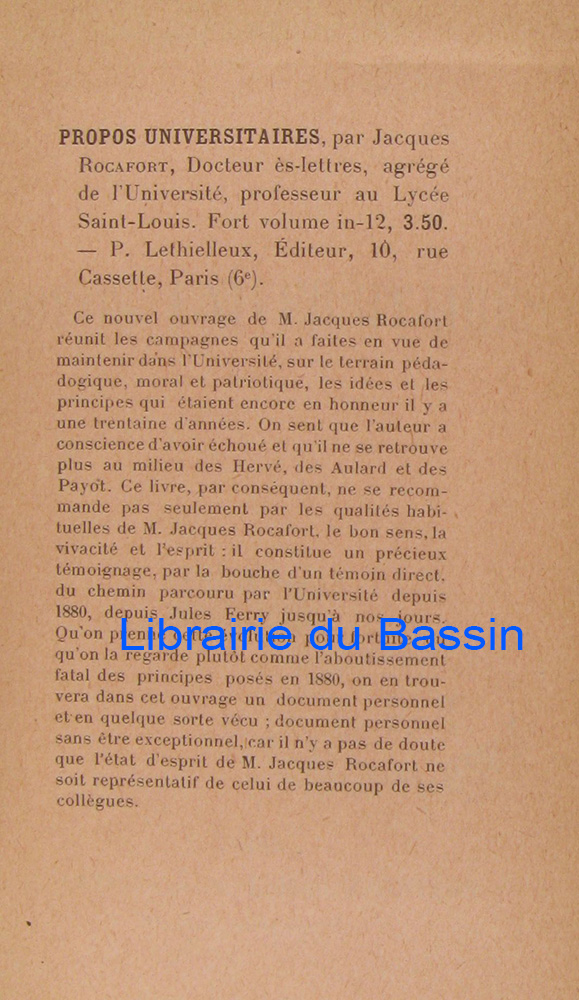 PROPOS UNIVERSITAIRES, par Jacques
ROCAFORT, Docteur ès-lettres, agrégé
de l'Université, professeur au Lycée
Saint-Louis. Fort volume in-12, 3.50.
— P. Lethielleux, Éditeur, 10, rue
Cassette, Paris (6e).
Ce nouvel ouvrage de M. Jacques Rocafort
réunit les campagnes qu'il a faites en vue de
maintenir dans l'Université, sur le terrain péda-
dogique, moral et patriotique, les idées et les
principes qui étaient encore en honneur il y a
une trentaine d'années. On sent que l'auteur a
conscience d'avoir échoué et qu'il ne se retrouve
plus au milieu des Hervé, des Aulard et des
Payot. Ce livre, par conséquent, ne se recom-
mande pas seulement par les qualités habi-
tuelles de M. Jacques Rocafort, le bon sens, la
vivacité et l'esprit : il constitue un précieux
témoignage, par la bouche d'un témoin direct,
du chemin parcouru par l'Université depuis
1880, depuis Jules Ferry jusqu'à nos jours.
Qu'on prenne cette évolution pour
Librairie du Bassin
qu'on la regarde plutôt comme l'aboutissement
fatal des principes posés en 1880, on en trou-
vera dans cet ouvrage un document personnel
et en quelque sorte vécu ; document personnel
sans être exceptionnel, car il n'y a pas de doute
que l'état d'esprit de M. Jacques Rocafort ne
soit représentatif de celui de beaucoup de ses
collègues.